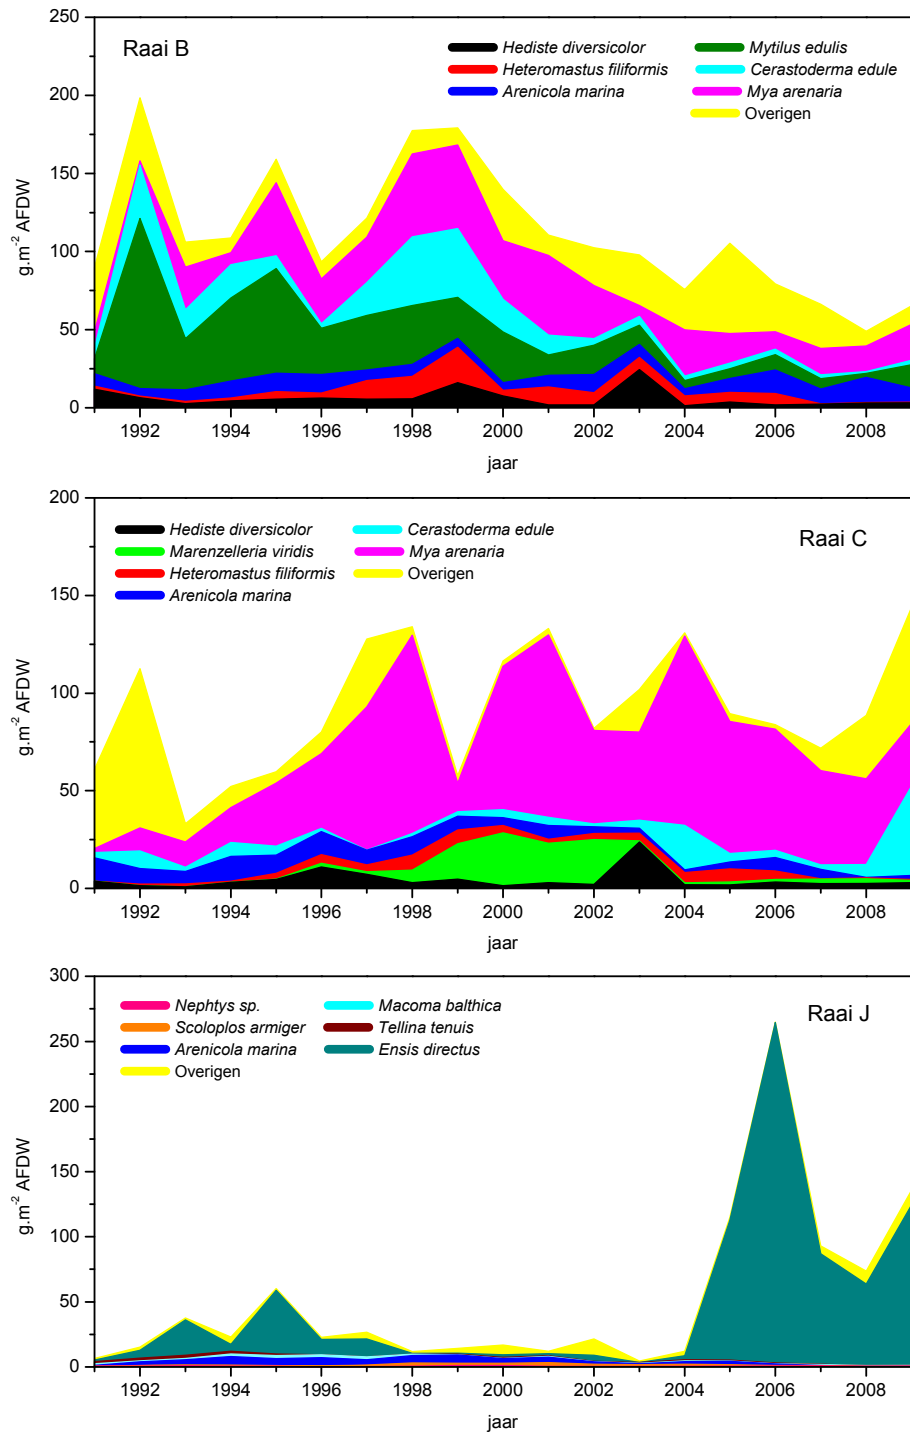 250
Raai B
Hediste diversicolor
Mytilus edulis
Heteromastus filiformis
Cerastoderma edule
200
Arenicola marina
Mya arenaria
Overigen
150
g.m-2 AFDW
100
50
0
1992 1994 1996 1998 2000 2002 2004 2006 2008
jaar
200
Hediste diversicolor
Cerastoderma edule
Raai C
Marenzelleria viridis
Mya arenaria
Heteromastus filiformis
Overigen
150
Arenicola marina
g.m-2 AFDW
100
50
0
1992 1994 1996 1998 2000 2002 2004 2006 2008
jaar
300
Nephtys sp.
Macoma balthica
Raai J
Scoloplos armiger
Tellina tenuis
250
Arenicola marina
Ensis directus
Overigen
200
g.m-2 AFDW
150
100
50
0
1992 1994 1996 1998 2000 2002 2004 2006 2008
jaar